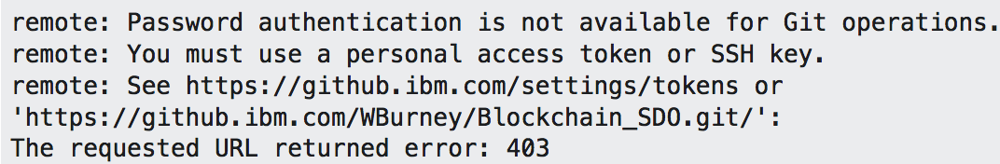 remote: Password authentication is not available for Git operations.
remote: You must use a personal access token or SSH key.
remote: See https://github.ibm.com/settings/tokens or
'https://github.ibm.com/WBurney/Blockchain_SDO.git/':
The requested URL returned error: 403